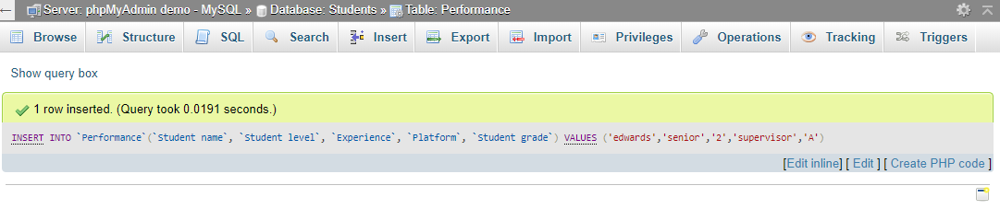 Server: phpMyAdmin demo - MySQL » Database: Students » Table: Performance
Browse Structure SQL Search Insert Export Import Privileges Operations Tracking Triggers
Show query box
1 row inserted. (Query took 0.0191 seconds.)
INSERT INTO `Performance`(`Student name`, `Student level`, `Experience`, `Platform`, `Student grade`) VALUES ('edwards','senior','2','supervisor','A')
[Edit inline] [ Edit ] [ Create PHP code ]